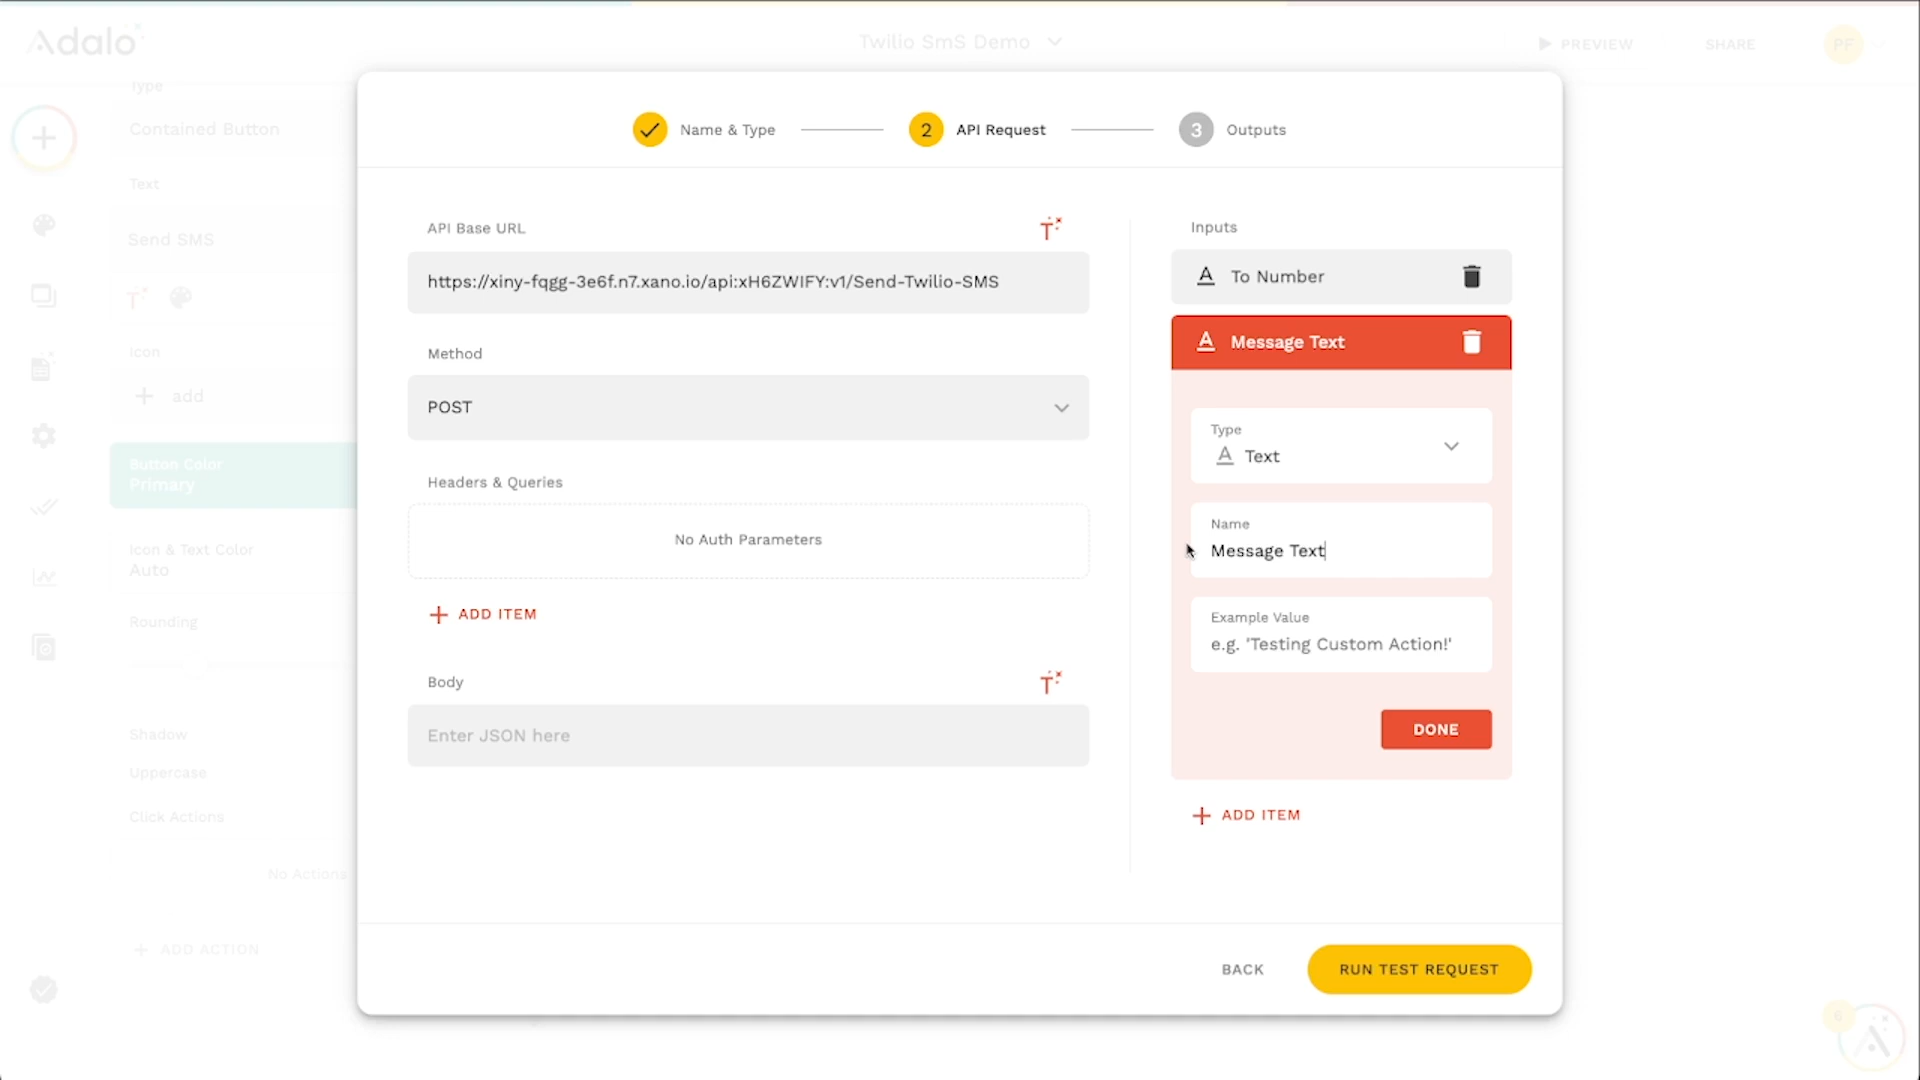 Adalo
Twilio SmS Demo
PREVIEW
SHARE
PF
Type
Contained Button
Text
Send SMS
Icon
add
Button Color
Primary
Icon & Text Color
Auto
Rounding
Shadow
Uppercase
Click Actions
No Actions
ADD ACTION
Name & Type
2 API Request
3 Outputs
API Base URL
https://xiny-fqgg-3e6f.n7.xano.io/api:xH6ZWIFY:v1/Send-Twilio-SMS
Method
POST
Headers & Queries
No Auth Parameters
ADD ITEM
Body
Enter JSON here
Inputs
To Number
Message Text
Type
Text
Name
Message Text
Example Value
e.g. 'Testing Custom Action!'
DONE
ADD ITEM
BACK
RUN TEST REQUEST
6